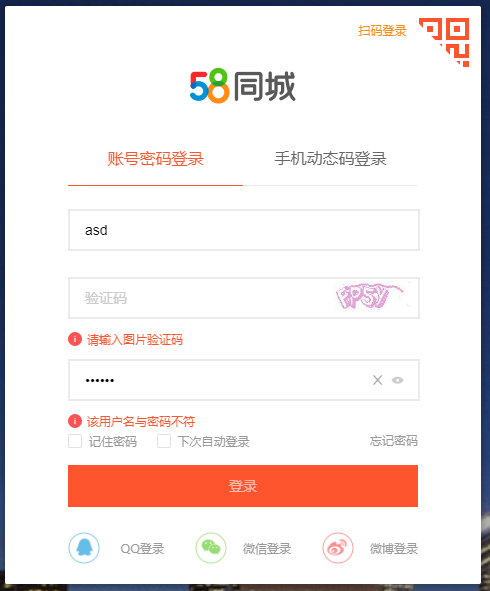 扫码登录
58同城
账号密码登录 手机动态码登录
asd
验证码 FPSY
请输入图片验证码
••••••
该用户名与密码不符
记住密码 下次自动登录 忘记密码
登录
QQ登录 微信登录 微博登录